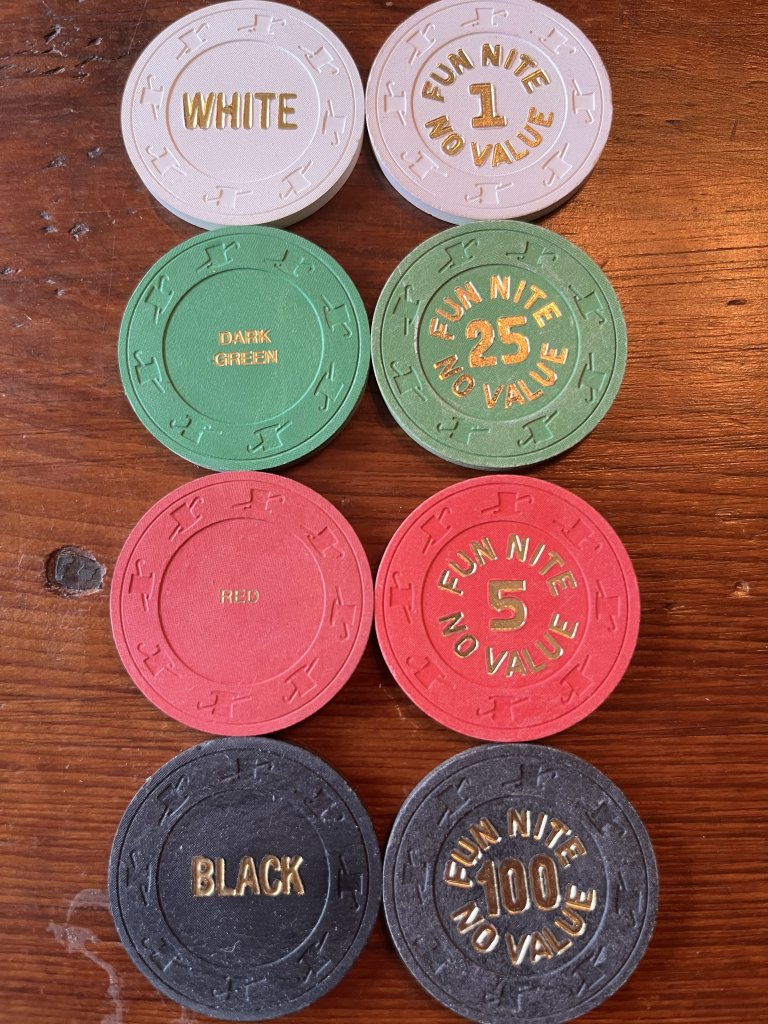 WHITE
FUN NITE
1
NO VALUE
DARK
GREEN
FUN NITE
25
NO VALUE
RED
FUN NITE
5
NO VALUE
BLACK
FUN NITE
100
NO VALUE